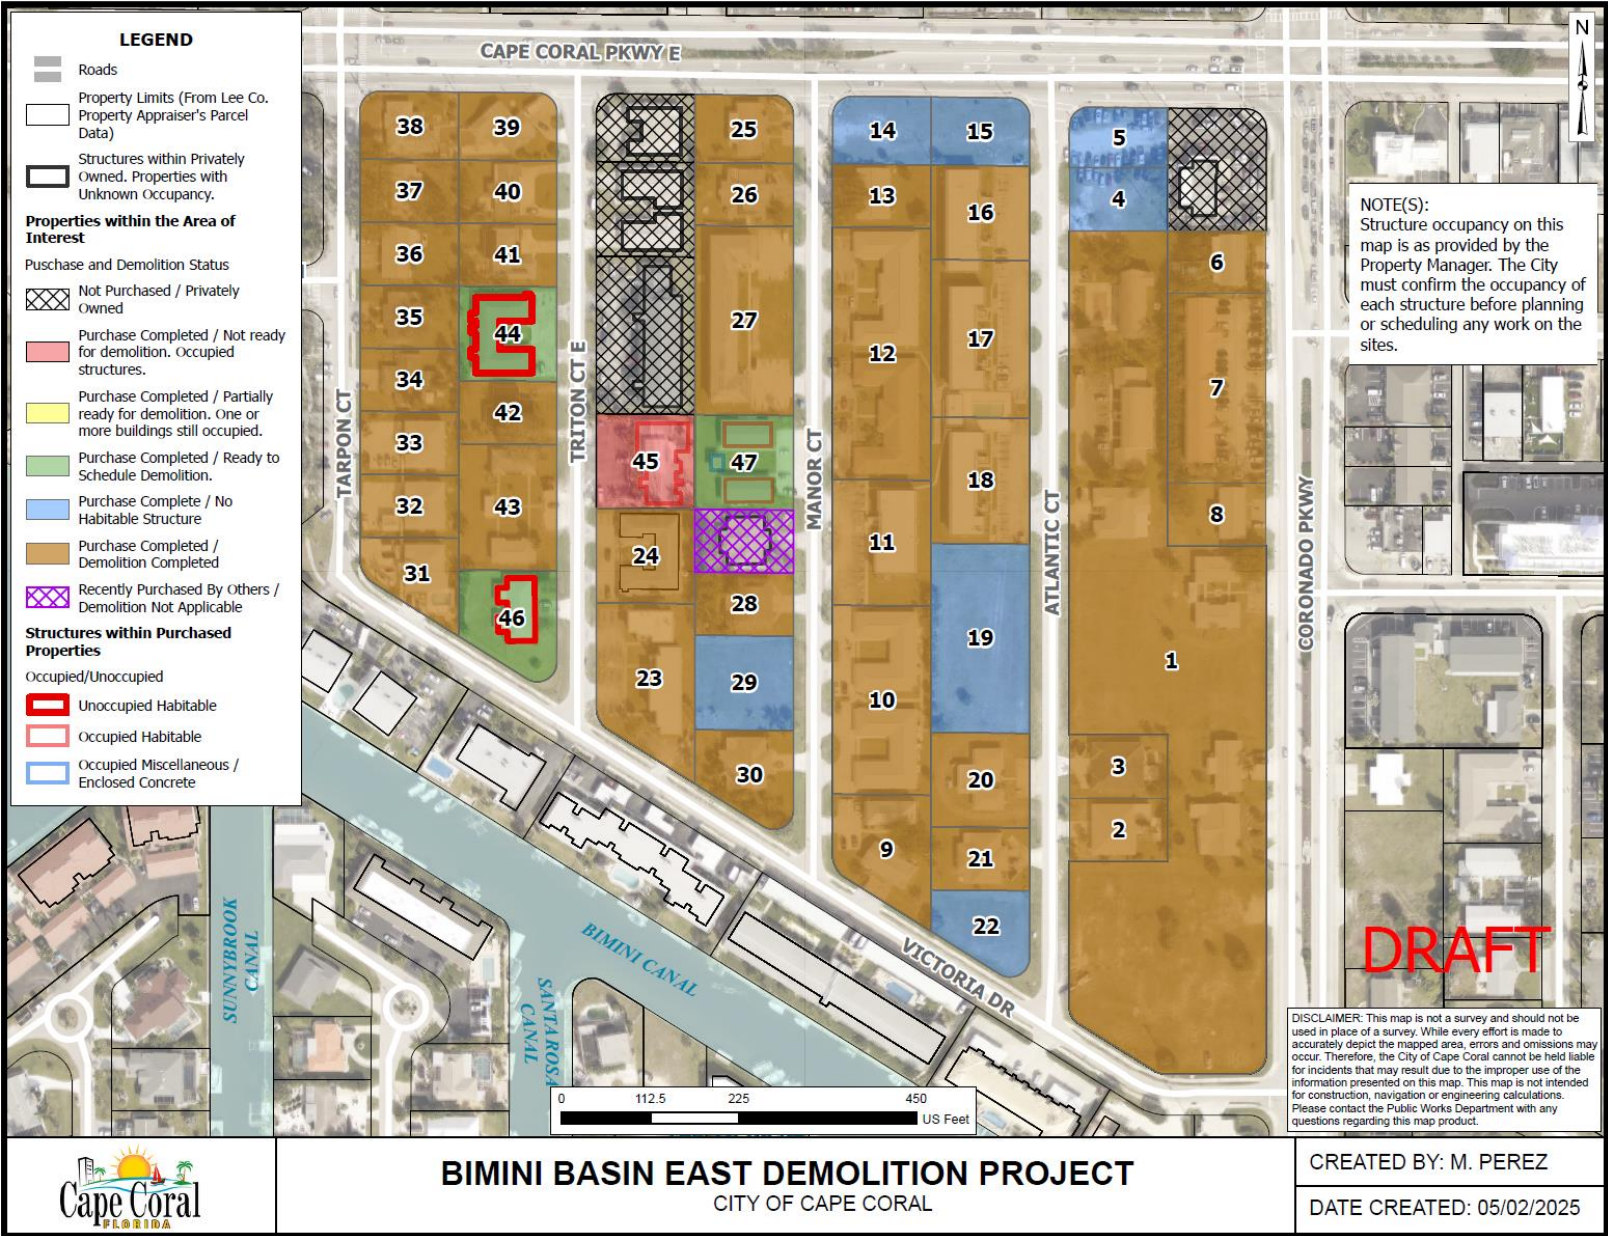 LEGEND
Roads
Property Limits (From Lee Co.
Property Appraiser's Parcel
Data)
Structures within Privately
Owned. Properties with
Unknown Occupancy.
Properties within the Area of
Interest
Puschase and Demolition Status
Not Purchased / Privately
Owned
Purchase Completed / Not ready
for demolition. Occupied
structures.
Purchase Completed / Partially
ready for demolition. One or
more buildings still occupied.
Purchase Completed / Ready to
Schedule Demolition.
Purchase Complete / No
Habitable Structure
Purchase Completed /
Demolition Completed
Recently Purchased By Others /
Demolition Not Applicable
Structures within Purchased
Properties
Occupied/Unoccupied
Unoccupied Habitable
Occupied Habitable
Occupied Miscellaneous /
Enclosed Concrete
CAPE CORAL PKWY E
N
NOTE(S):
Structure occupancy on this
map is as provided by the
Property Manager. The City
must confirm the occupancy of
each structure before planning
or scheduling any work on the
sites.
TARPON CT
TRITON CT E
MANOR CT
ATLANTIC CT
CORONADO PKWY
VICTORIA DR
38
39
37
40
36
41
35
44
34
42
33
32
43
31
46
25
26
27
45
47
24
28
23
29
30
14
15
13
16
12
17
18
11
19
10
20
9
21
22
5
4
6
7
8
1
3
2
SUNNYBROOK
CANAL
SANTA ROSA
CANAL
BIMINI CANAL
DRAFT
DISCLAIMER: This map is not a survey and should not be
used in place of a survey. While every effort is made to
accurately depict the mapped area, errors and omissions may
occur. Therefore, the City of Cape Coral cannot be held liable
for incidents that may result due to the improper use of the
information presented on this map. This map is not intended
for construction, navigation or engineering calculations.
Please contact the Public Works Department with any
questions regarding this map product.
0 112.5 225 450
US Feet
Cape Coral
FLORIDA
BIMINI BASIN EAST DEMOLITION PROJECT
CITY OF CAPE CORAL
CREATED BY: M. PEREZ
DATE CREATED: 05/02/2025